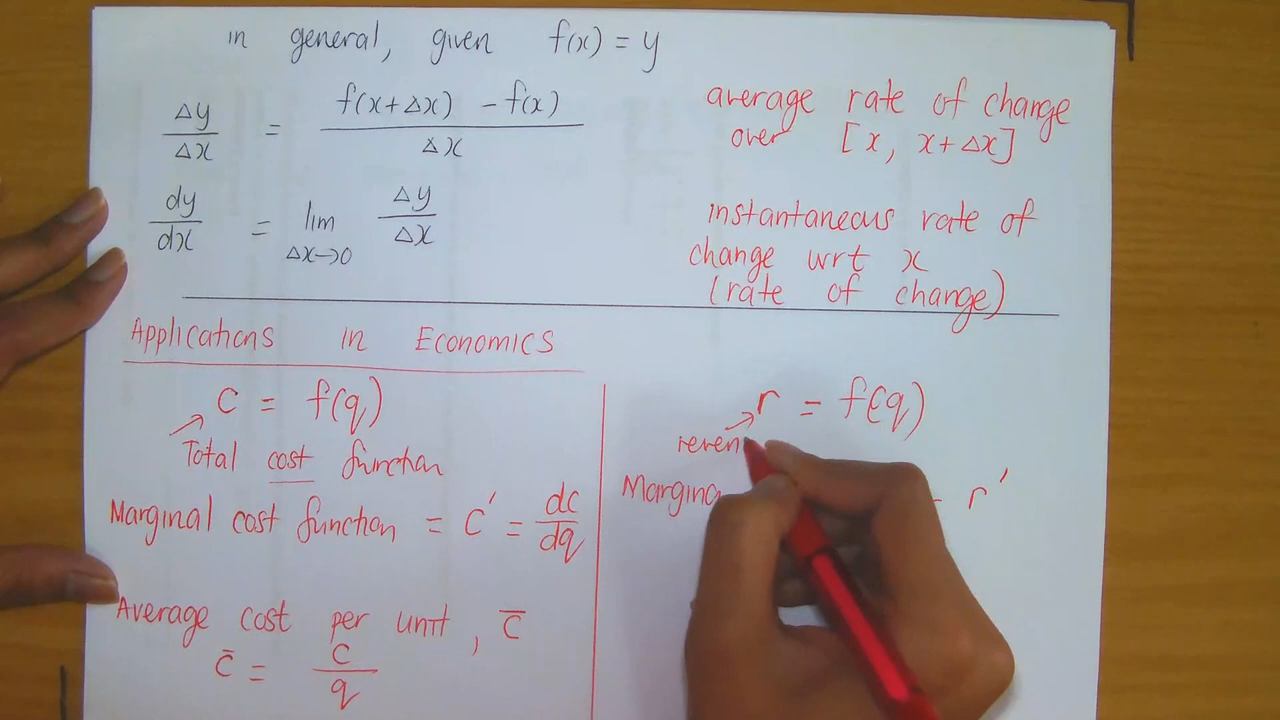 in general, given f(x) = y
Δy/Δx = f(x+Δx) - f(x)/Δx
average rate of change
over [x, x+Δx]
dy/dx = lim Δx→0 Δy/Δx
instantaneous rate of
change wrt x
(rate of change)
Applications in Economics
c = f(q)
Total cost function
Marginal cost function = c' = dc/dq
Average cost per unit, c̄
c̄ = c/q
r = f(q)
reven
Margina
r'